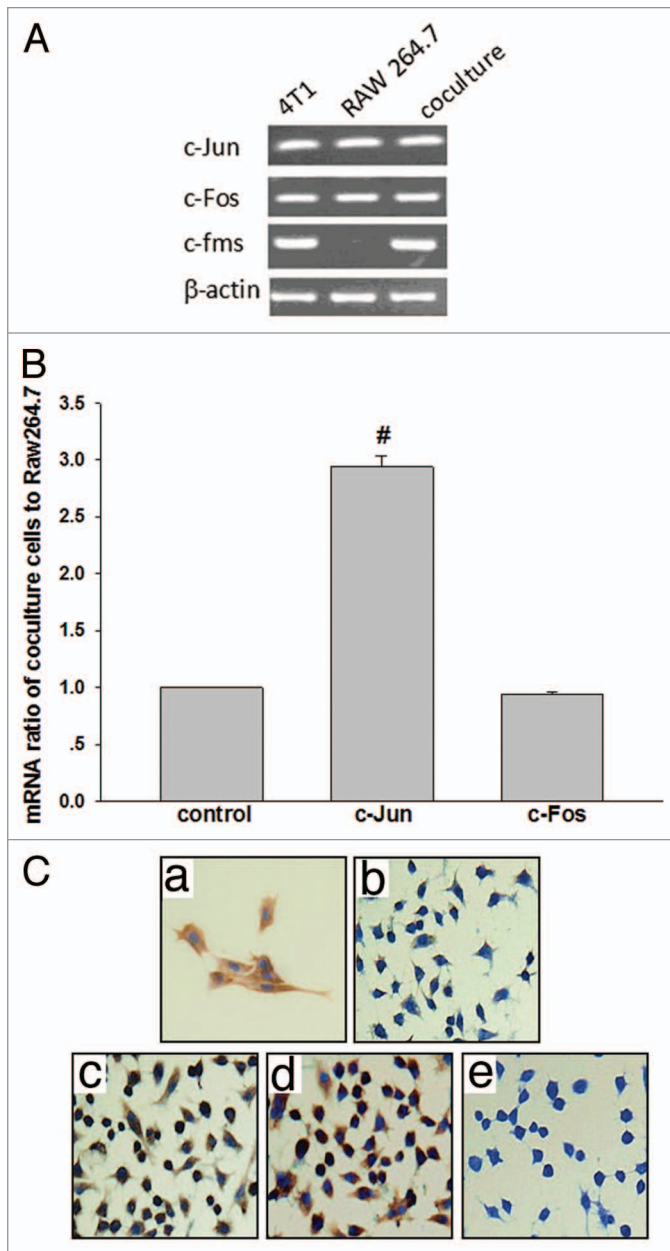 A
4T1 RAW 264.7 coculture
c-Jun
c-Fos
c-fms
β-actin
B
mRNA ratio of coculture cells to Raw264.7
3.5
3.0
2.5
2.0
1.5
1.0
.5
0.0
#
control c-Jun c-Fos
C
a b
c d e